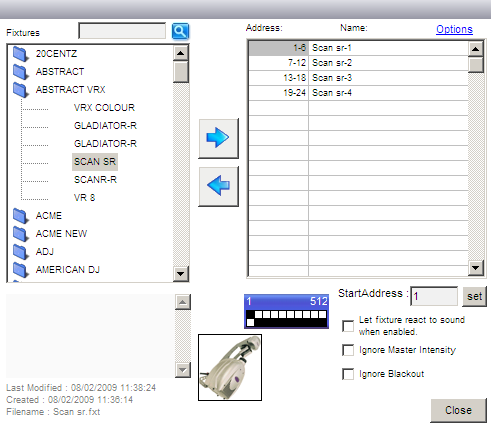 Fixtures
20CENTZ
ABSTRACT
ABSTRACT VRX
VRX COLOUR
GLADIATOR-R
GLADIATOR-R
SCAN SR
SCANR-R
VR 8
ACME
ACME NEW
ADJ
AMERICAN DJ
Last Modified : 08/02/2009 11:38:24
Created : 08/02/2009 11:36:14
Filename : Scan sr.fxt
Address: Name: Options
1-6 Scan sr-1
7-12 Scan sr-2
13-18 Scan sr-3
19-24 Scan sr-4
1 512
StartAddress : 1 set
Let fixture react to sound
when enabled.
Ignore Master Intensity
Ignore Blackout
Close